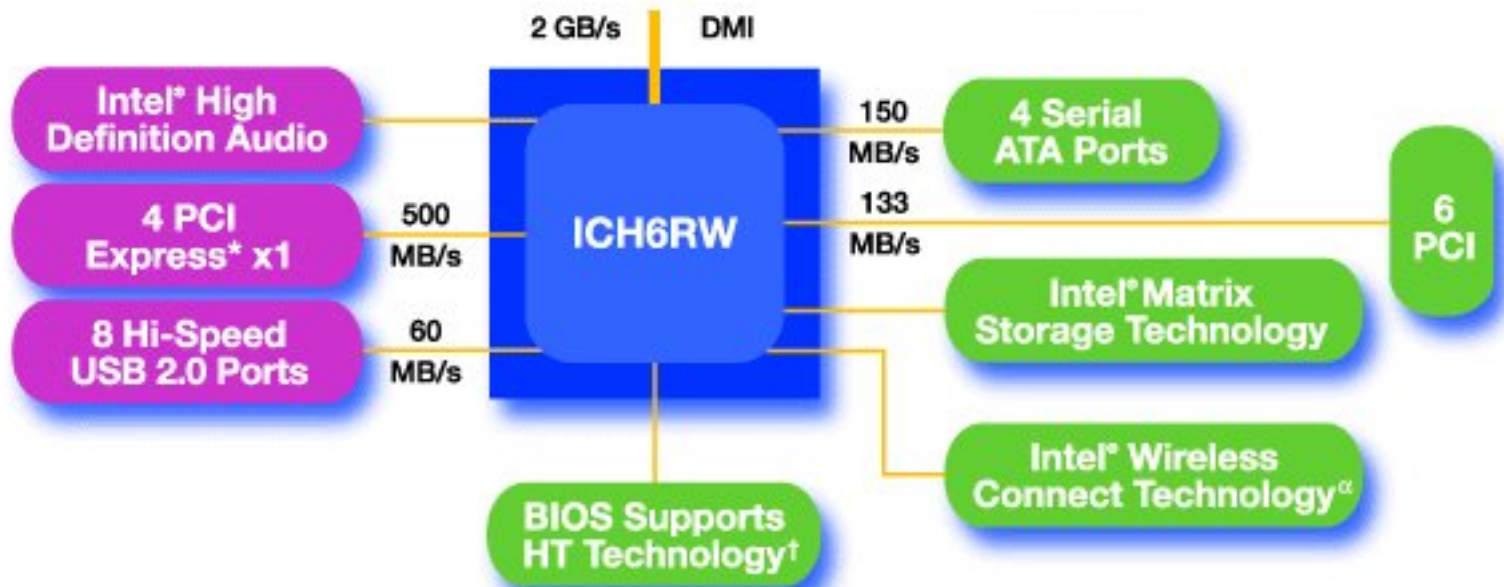 2 GB/s DMI
Intel® High
Definition Audio
4 PCI
Express* x1
500
MB/s
8 Hi-Speed
USB 2.0 Ports
60
MB/s
ICH6RW
150
MB/s
4 Serial
ATA Ports
133
MB/s
6
PCI
Intel® Matrix
Storage Technology
Intel® Wireless
Connect Technologyα
BIOS Supports
HT Technology†